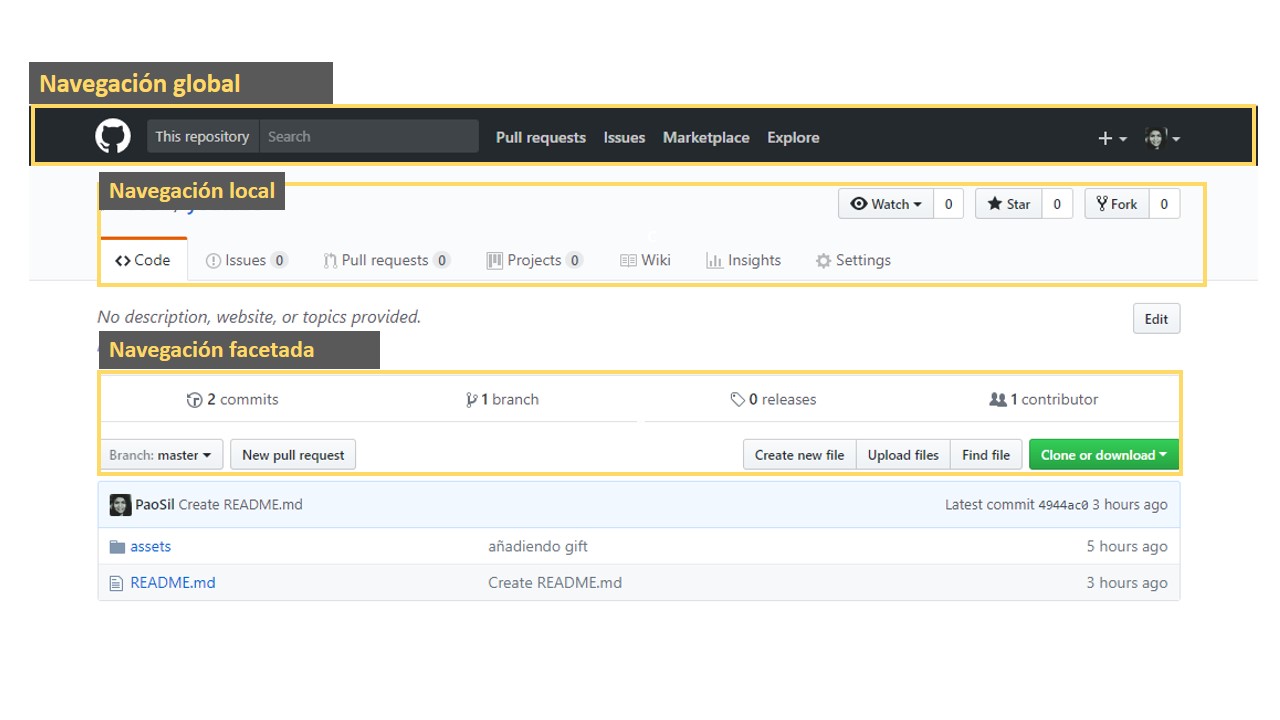 Navegación global
This repository Search Pull requests Issues Marketplace Explore
Navegación local
Watch 0 Star 0 Fork 0
Code Issues 0 Pull requests 0 Projects 0 Wiki Insights Settings
No description, website, or topics provided. Edit
Navegación facetada
2 commits 1 branch 0 releases 1 contributor
Branch: master New pull request Create new file Upload files Find file Clone or download
PaoSil Create README.md Latest commit 4944ac0 3 hours ago
assets añadiendo gift 5 hours ago
README.md Create README.md 3 hours ago